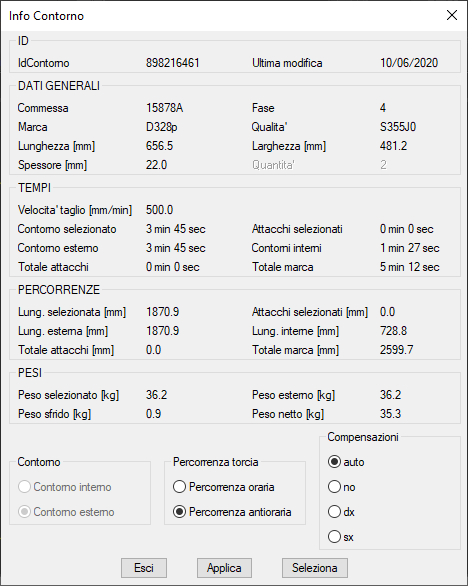 Info Contorno
ID
IdContorno 898216461 Ultima modifica 10/06/2020
DATI GENERALI
Commessa 15878A Fase 4
Marca D328p Qualita' S355J0
Lunghezza [mm] 656.5 Larghezza [mm] 481.2
Spessore [mm] 22.0 Quantita' 2
TEMPI
Velocita' taglio [mm/min] 500.0
Contorno selezionato 3 min 45 sec Attacchi selezionati 0 min 0 sec
Contorno esterno 3 min 45 sec Contorni interni 1 min 27 sec
Totale attacchi 0 min 0 sec Totale marca 5 min 12 sec
PERCORRENZE
Lung. selezionata [mm] 1870.9 Attacchi selezionati [mm] 0.0
Lung. esterna [mm] 1870.9 Lung. interne [mm] 728.8
Totale attacchi [mm] 0.0 Totale marca [mm] 2599.7
PESI
Peso selezionato [kg] 36.2 Peso esterno [kg] 36.2
Peso sfrido [kg] 0.9 Peso netto [kg] 35.3
Contorno
Contorno interno
Contorno esterno
Percorrenza torcia
Percorrenza oraria
Percorrenza antioraria
Compensazioni
auto
no
dx
sx
Esci Applica Seleziona